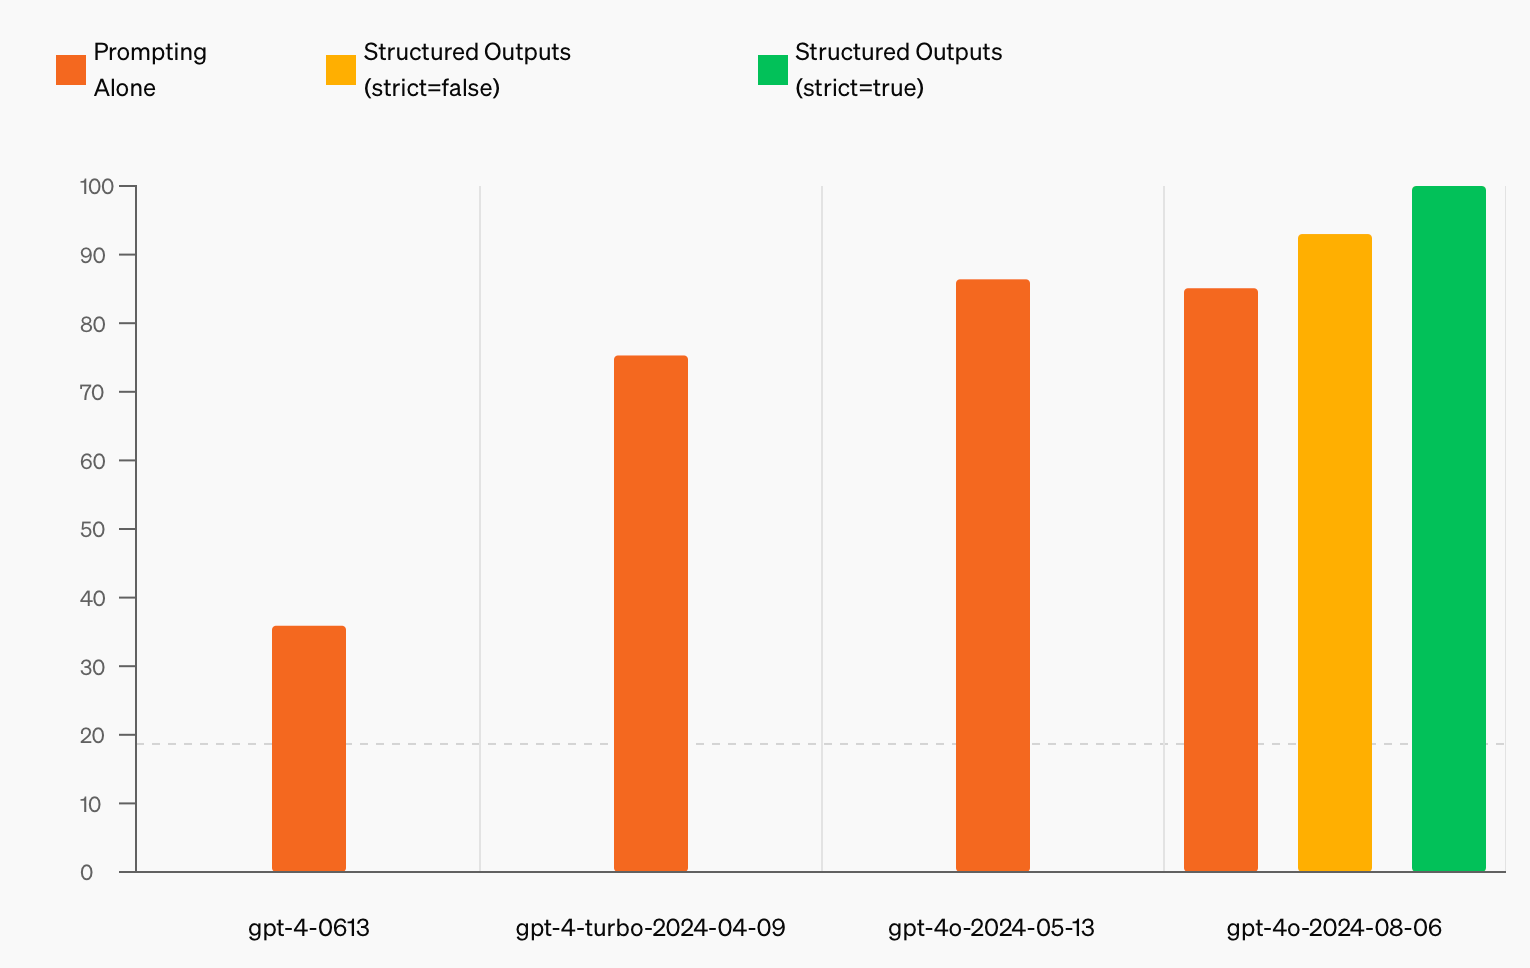 Prompting
Alone
Structured Outputs
(strict=false)
Structured Outputs
(strict=true)
100
90
80
70
60
50
40
30
20
10
0
gpt-4-0613
gpt-4-turbo-2024-04-09
gpt-4o-2024-05-13
gpt-4o-2024-08-06